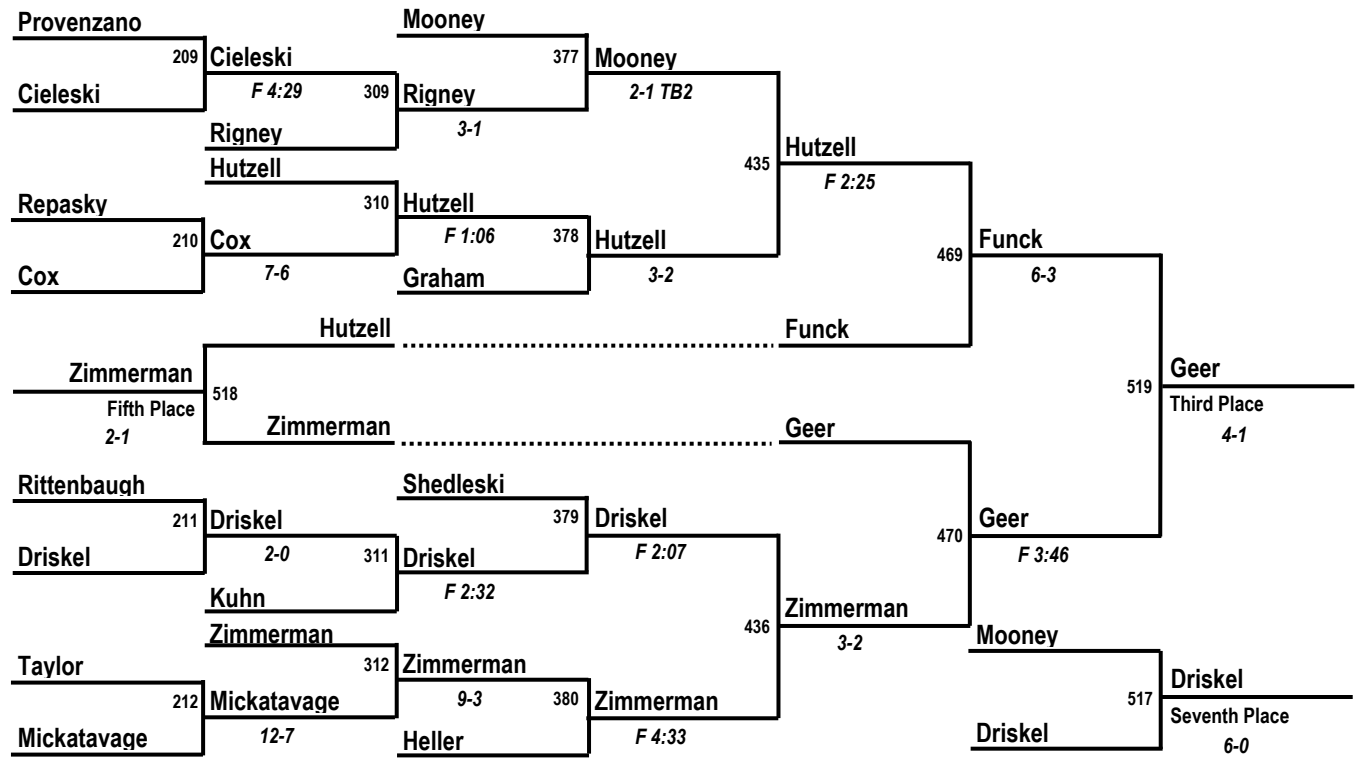 Provenzano
Mooney
209 Cieleski
377 Mooney
Cieleski
F 4:29
309 Rigney
2-1 TB2
Rigney
3-1
Hutzell
435 Hutzell
F 2:25
Repasky
310 Hutzell
210 Cox
F 1:06
378 Hutzell
469 Funck
Cox
7-6
Graham
3-2
6-3
Hutzell
Funck
Zimmerman
518
519 Geer
Fifth Place
Third Place
2-1
Zimmerman
Geer
4-1
Rittenbaugh
Shedleski
211 Driskel
379 Driskel
470 Geer
Driskel
2-0
311 Driskel
F 2:07
F 3:46
Kuhn
F 2:32
436 Zimmerman
Zimmerman
3-2
Mooney
Taylor
312 Zimmerman
212 Mickatavage
9-3
380 Zimmerman
517 Driskel
Mickatavage
12-7
Heller
F 4:33
Driskel
Seventh Place
6-0